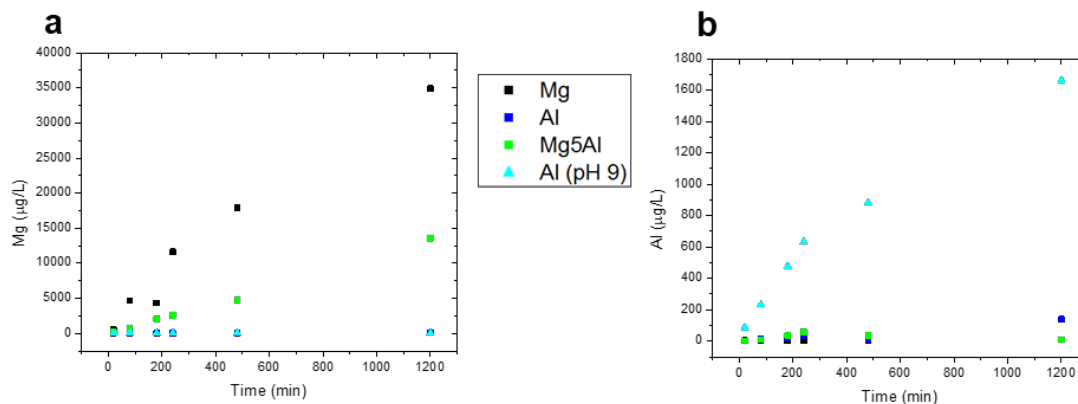 a
b
Mg (µg/L)
40000
35000
30000
25000
20000
15000
10000
5000
0
0 200 400 600 800 1000 1200
Time (min)
Mg
Al
Mg5Al
Al (pH 9)
Al (µg/L)
1800
1600
1400
1200
1000
800
600
400
200
0
0 200 400 600 800 1000 1200
Time (min)